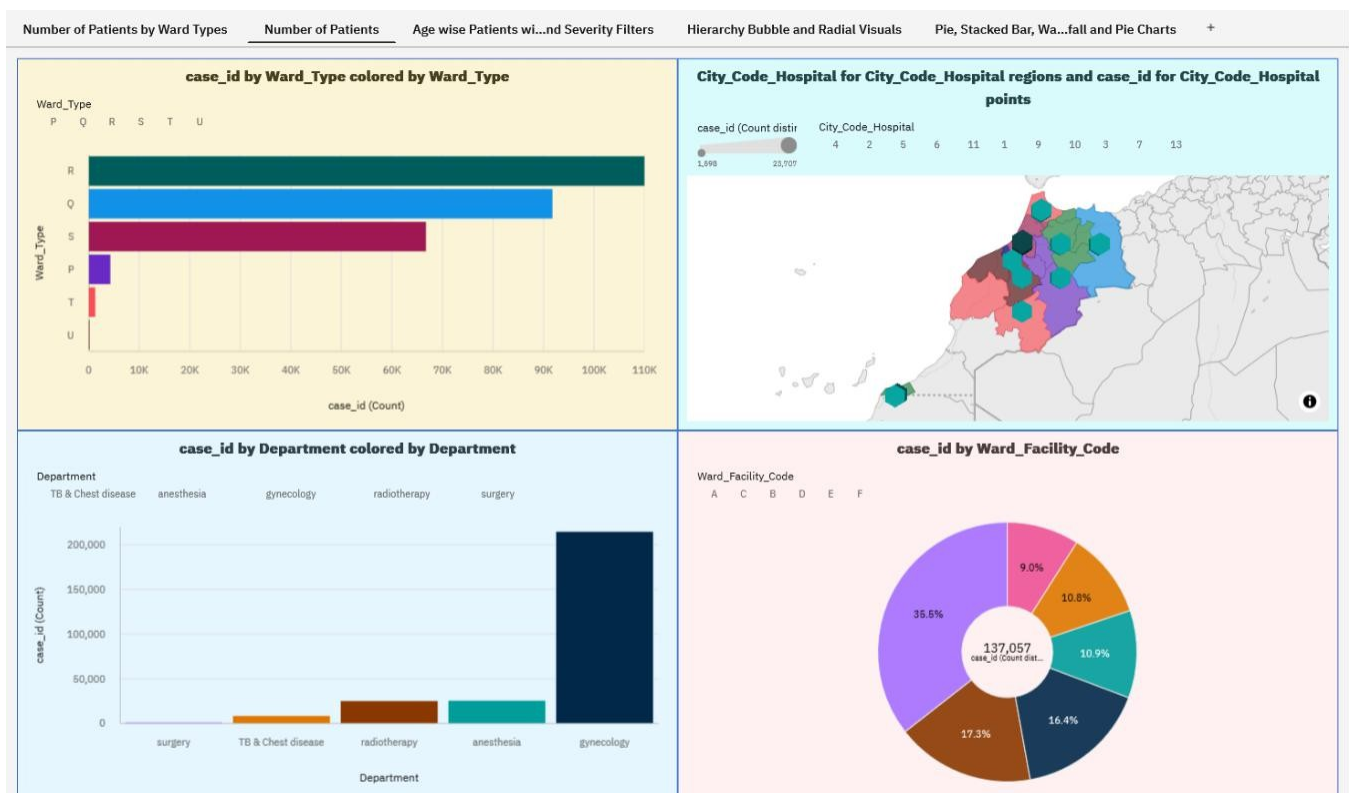 Number of Patients by Ward Types Number of Patients Age wise Patients wi...nd Severity Filters Hierarchy Bubble and Radial Visuals Pie, Stacked Bar, Wa...fall and Pie Charts +
case_id by Ward_Type colored by Ward_Type
Ward_Type
P Q R S T U
Ward_Type
R
Q
S
P
T
U
0 10K 20K 30K 40K 50K 60K 70K 80K 90K 100K 110K
case_id (Count)
City_Code_Hospital for City_Code_Hospital regions and case_id for City_Code_Hospital
points
case_id (Count distir City_Code_Hospital
4 2 5 6 11 1 9 10 3 7 13
1,898 23,707
case_id by Department colored by Department
Department
TB & Chest disease anesthesia gynecology radiotherapy surgery
case_id (Count)
200,000
150,000
100,000
50,000
0
surgery TB & Chest disease radiotherapy anesthesia gynecology
Department
case_id by Ward_Facility_Code
Ward_Facility_Code
A C B D E F
9.0%
10.8%
35.5%
10.9%
16.4%
17.3%
137,057
case_id (Count dist...